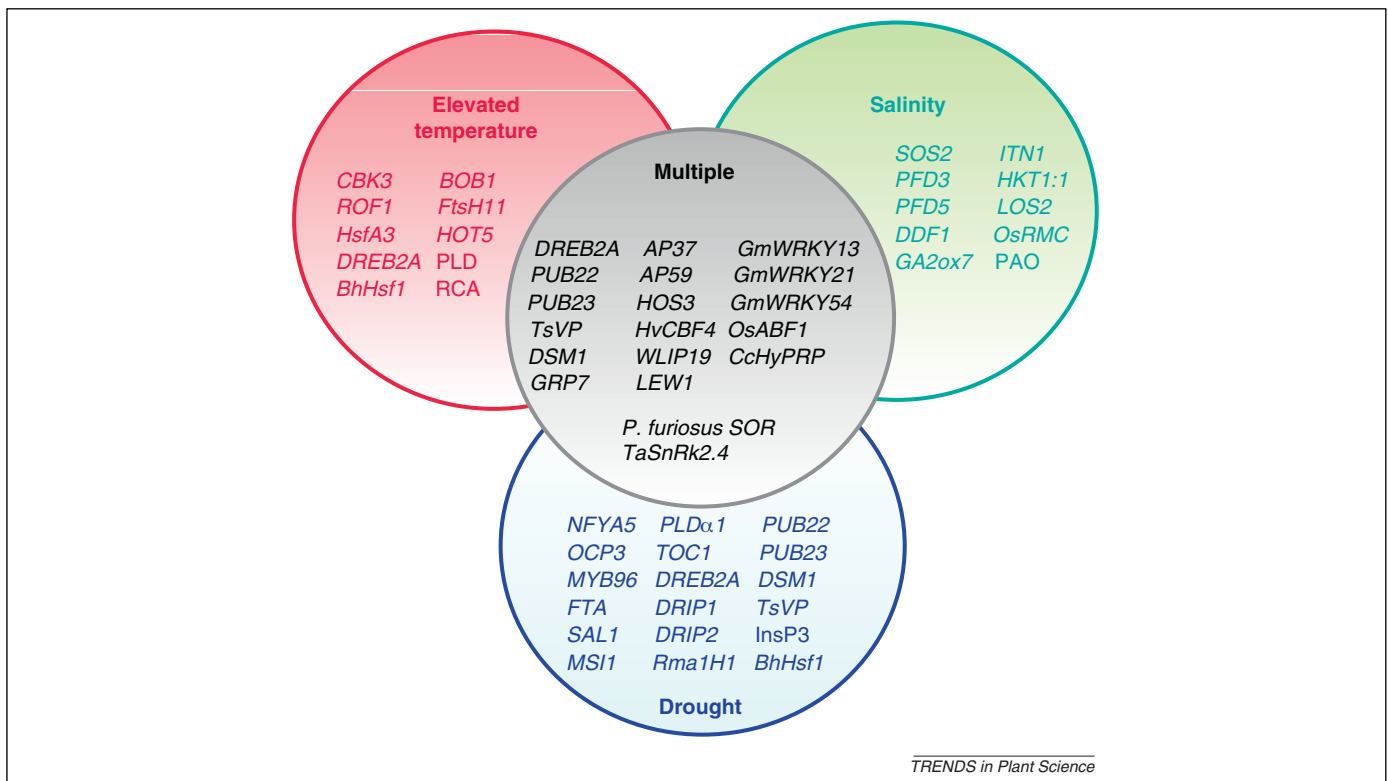 Elevated
temperature
CBK3 BOB1
ROF1 FtsH11
HsfA3 HOT5
DREB2A PLD
BhHsf1 RCA
Salinity
SOS2 ITN1
PFD3 HKT1:1
PFD5 LOS2
DDF1 OsRMC
GA2ox7 PAO
Multiple
DREB2A AP37 GmWRKY13
PUB22 AP59 GmWRKY21
PUB23 HOS3 GmWRKY54
TsVP HvCBF4 OsABF1
DSM1 WLIP19 CcHyPRP
GRP7 LEW1
P. furiosus SOR
TaSnRk2.4
NFYA5 PLDα1 PUB22
OCP3 TOC1 PUB23
MYB96 DREB2A DSM1
FTA DRIP1 TsVP
SAL1 DRIP2 InsP3
MSI1 Rma1H1 BhHsf1
Drought
TRENDS in Plant Science